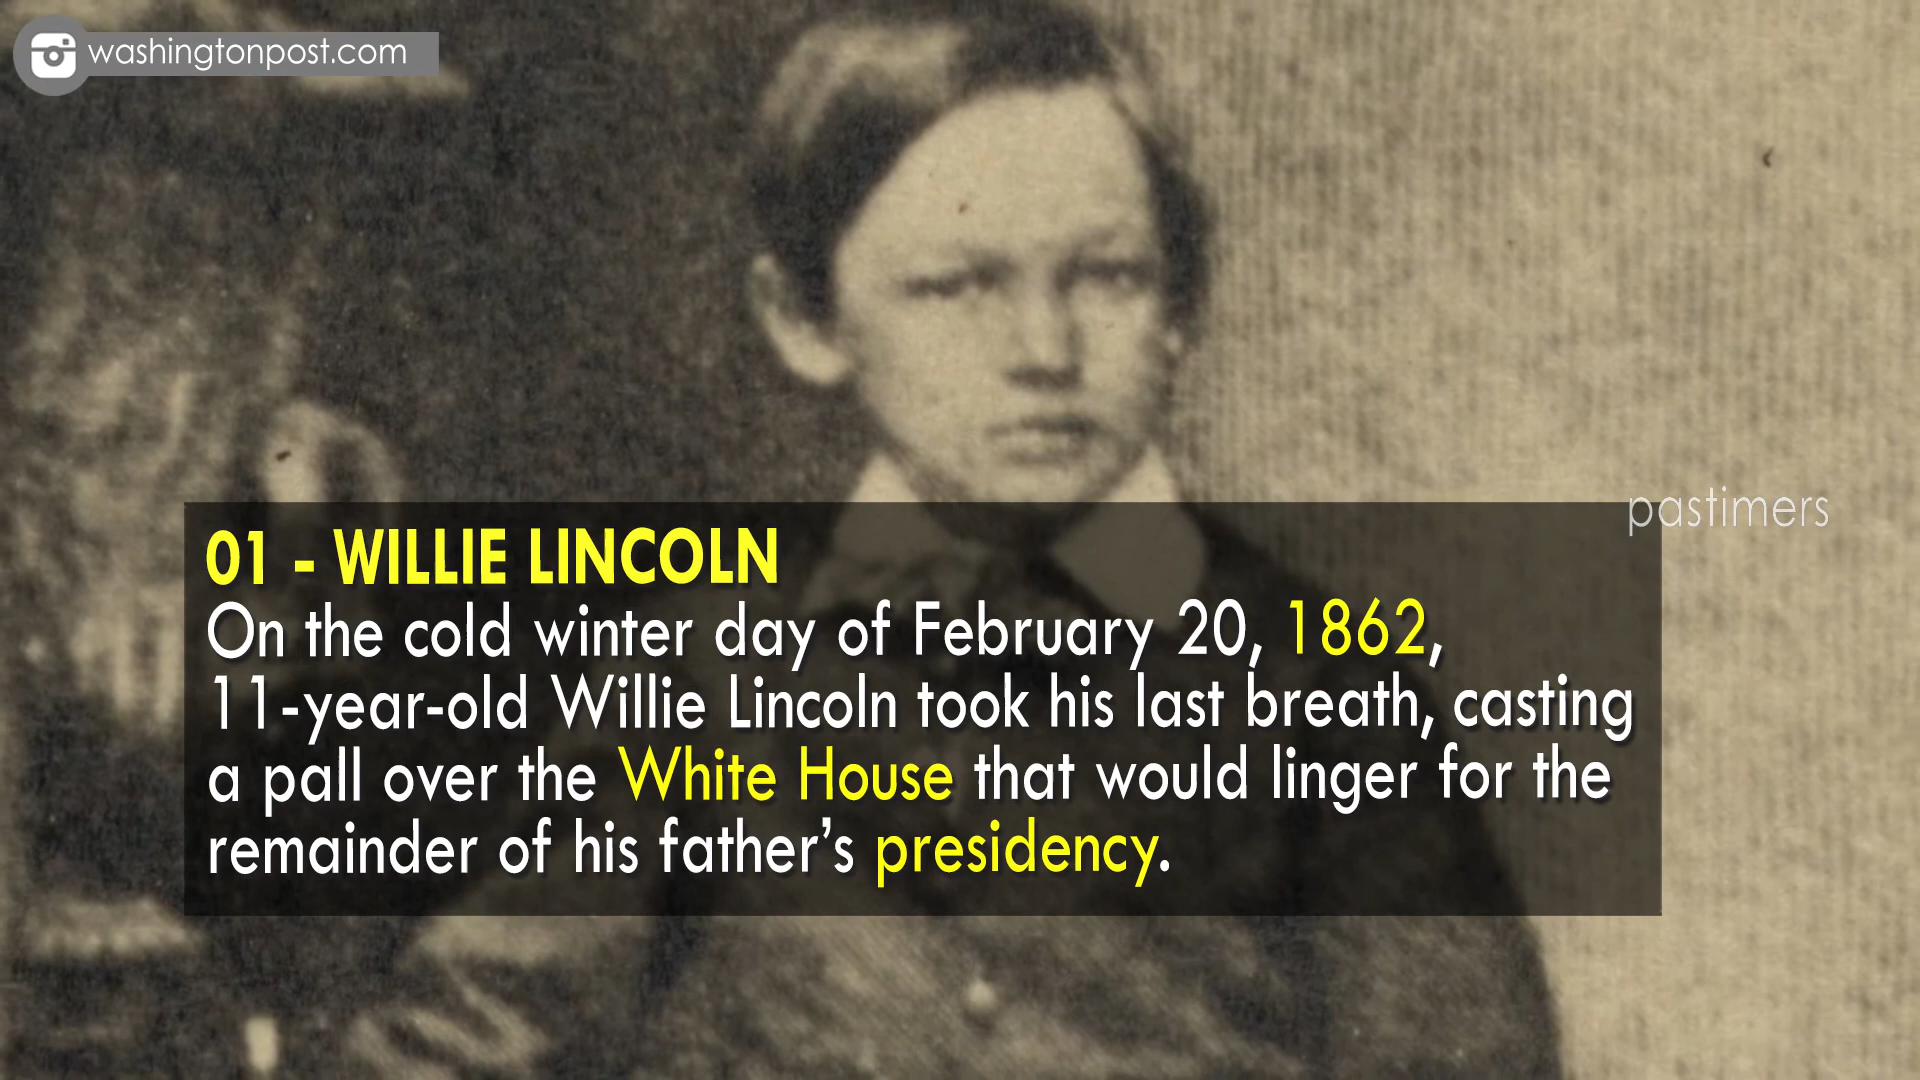 washingtonpost.com
pastimers
01 - WILLIE LINCOLN
On the cold winter day of February 20, 1862,
11-year-old Willie Lincoln took his last breath, casting
a pall over the White House that would linger for the
remainder of his father’s presidency.